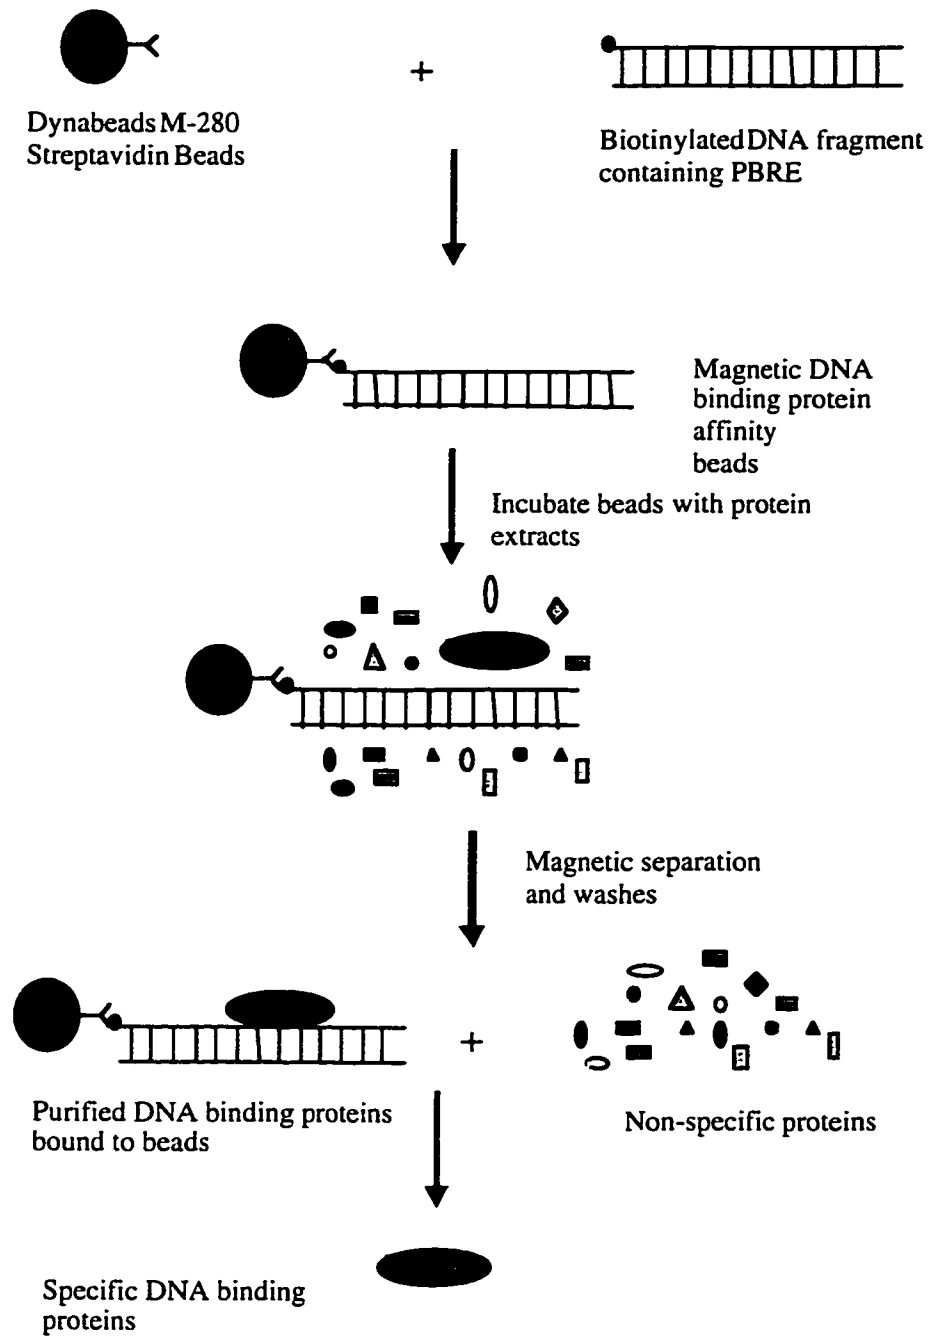 +
Dynabeads M-280
Streptavidin Beads
Biotinylated DNA fragment
containing PBRE
Magnetic DNA
binding protein
affinity
beads
Incubate beads with protein
extracts
Magnetic separation
and washes
+
Purified DNA binding proteins
bound to beads
Non-specific proteins
Specific DNA binding
proteins